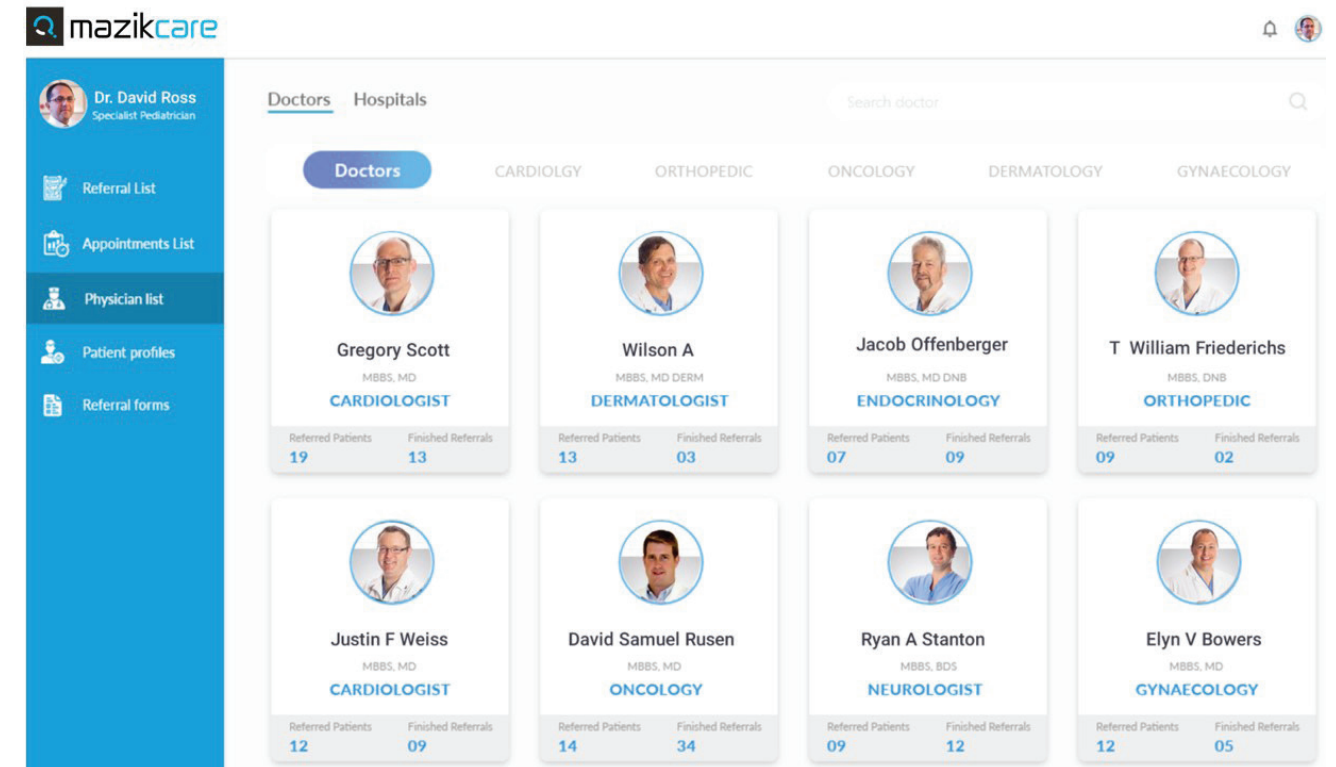 mazikcare
Dr. David Ross
Specialist Pediatrician
Referral List
Appointments List
Physician list
Patient profiles
Referral forms
Doctors Hospitals
Search doctor
Doctors CARDIOLGY ORTHOPEDIC ONCOLOGY DERMATOLOGY GYNAECOLOGY
Gregory Scott
MBBS, MD
CARDIOLOGIST
Referred Patients Finished Referrals
19 13
Wilson A
MBBS, MD DERM
DERMATOLOGIST
Referred Patients Finished Referrals
13 03
Jacob Offenberger
MBBS, MD DNB
ENDOCRINOLOGY
Referred Patients Finished Referrals
07 09
T William Friederichs
MBBS, DNB
ORTHOPEDIC
Referred Patients Finished Referrals
09 02
Justin F Weiss
MBBS, MD
CARDIOLOGIST
Referred Patients Finished Referrals
12 09
David Samuel Rusen
MBBS, MD
ONCOLOGY
Referred Patients Finished Referrals
14 34
Ryan A Stanton
MBBS, BDS
NEUROLOGIST
Referred Patients Finished Referrals
09 12
Elyn V Bowers
MBBS, MD
GYNAECOLOGY
Referred Patients Finished Referrals
12 05